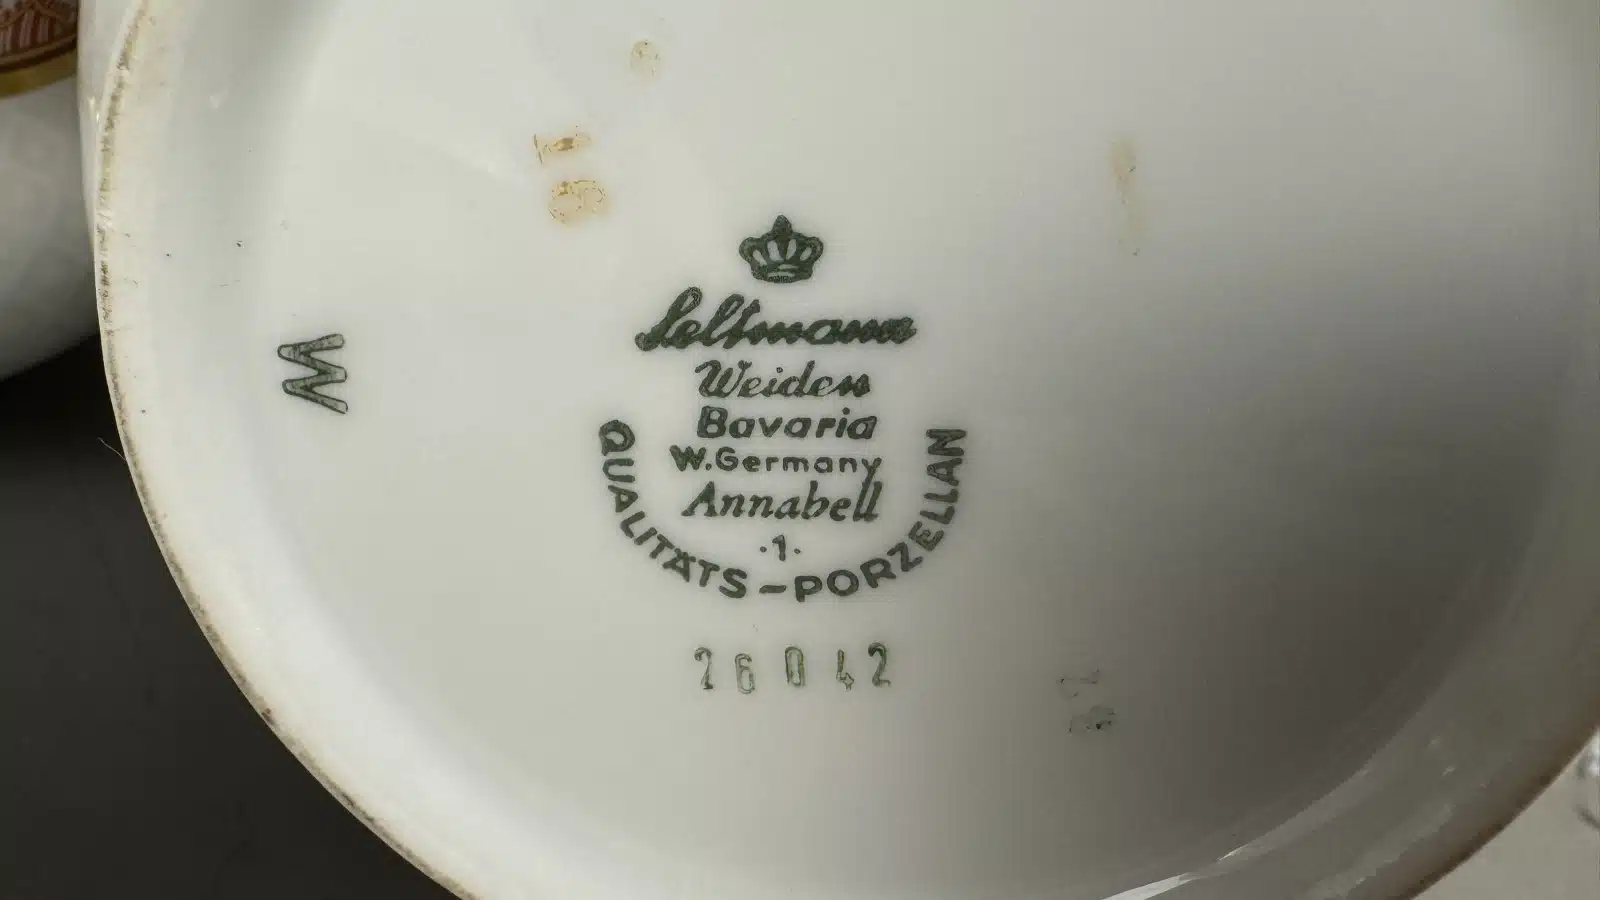 Seltmann
Weiden
Bavaria
W.Germany
Annabell
·1·
QUALITÄTS-PORZELLAN
26042
W